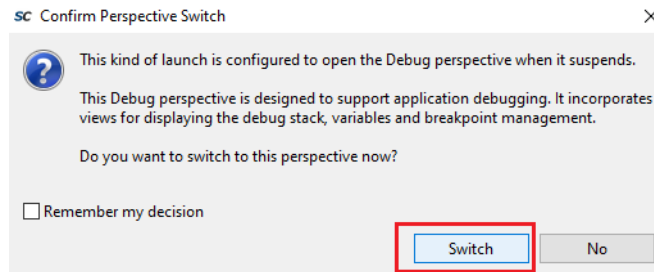 SC Confirm Perspective Switch
This kind of launch is configured to open the Debug perspective when it suspends.
This Debug perspective is designed to support application debugging. It incorporates
views for displaying the debug stack, variables and breakpoint management.
Do you want to switch to this perspective now?
Remember my decision
Switch No